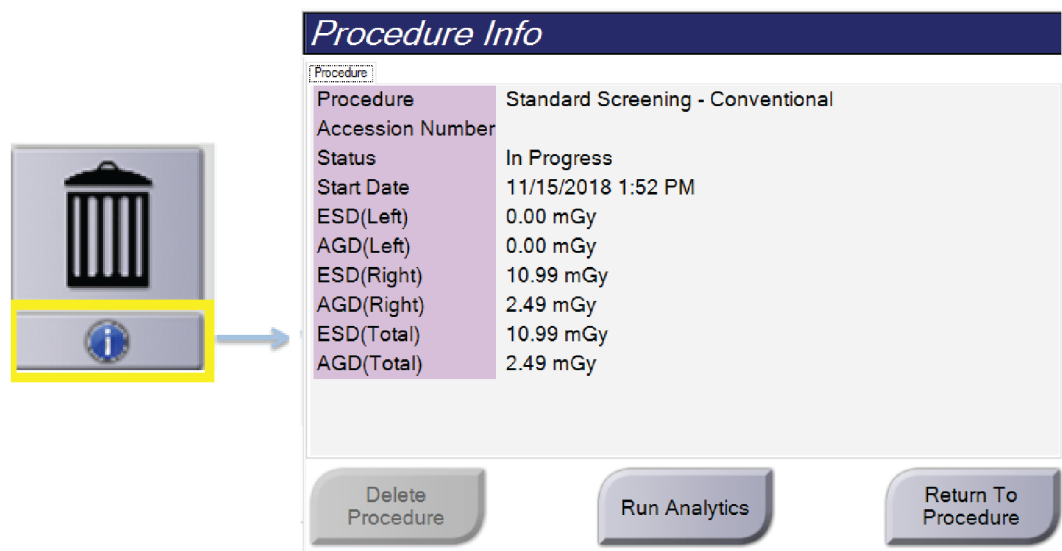 Procedure Info
Procedure
Procedure Standard Screening - Conventional
Accession Number
Status In Progress
Start Date 11/15/2018 1:52 PM
ESD(Left) 0.00 mGy
AGD(Left) 0.00 mGy
ESD(Right) 10.99 mGy
AGD(Right) 2.49 mGy
ESD(Total) 10.99 mGy
AGD(Total) 2.49 mGy
i
Delete
Procedure
Run Analytics
Return To
Procedure